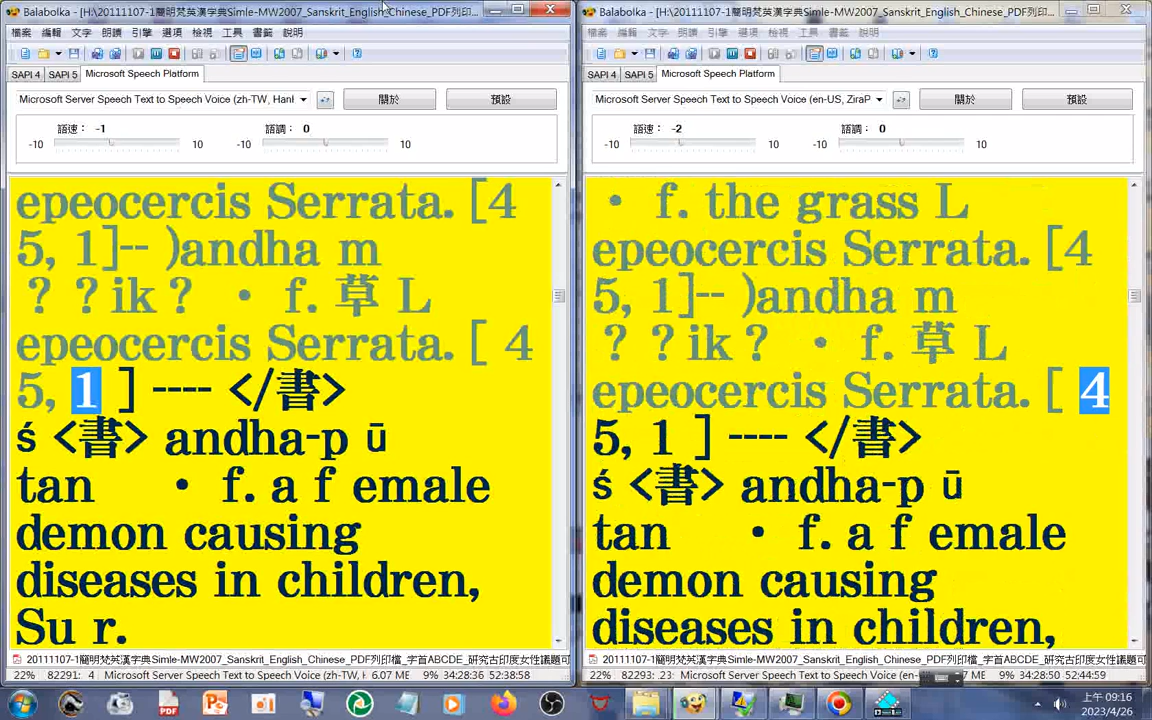 Balabolka - [H:\20111107-1簡明梵英漢字典Simle-MW2007_Sanskrit_English_Chinese_PDF列印...
檔案 編輯 文字 朗讀 引擎 選項 檢視 工具 書籤 說明
SAPI 4 SAPI 5 Microsoft Speech Platform
Microsoft Server Speech Text to Speech Voice (zh-TW, Hanl
關於 預設
語速： -1 語調： 0
-10 10 -10 10
epeocercis Serrata. [4
5, 1]-- )andha m
？ ？ik？ • f. 草 L
epeocercis Serrata. [ 4
5, 1 ] ---- </書>
ś <書> andha-p ū
tan • f. a f emale
demon causing
diseases in children,
Su r.
20111107-1簡明梵英漢字典Simle-MW2007_Sanskrit_English_Chinese_PDF列印檔_字首ABCDE_研究古印度女性議題可
22% 82291: 4 Microsoft Server Speech Text to Speech Voice (zh-TW, 6.07 MB 9% 34:28:36 52:38:58
Balabolka - [H:\20111107-1簡明梵英漢字典Simle-MW2007_Sanskrit_English_Chinese_PDF列印...
檔案 編輯 文字 朗讀 引擎 選項 檢視 工具 書籤 說明
SAPI 4 SAPI 5 Microsoft Speech Platform
Microsoft Server Speech Text to Speech Voice (en-US, ZiraP
關於 預設
語速： -2 語調： 0
-10 10 -10 10
• f. the grass L
epeocercis Serrata. [4
5, 1]-- )andha m
？ ？ik？ • f. 草 L
epeocercis Serrata. [ 4
5, 1 ] ---- </書>
ś <書> andha-p ū
tan • f. a f emale
demon causing
diseases in children,
20111107-1簡明梵英漢字典Simle-MW2007_Sanskrit_English_Chinese_PDF列印檔_字首ABCDE_研究古印度女性議題可
22% 82293: 23 Microsoft Server Speech Text to Speech Voice 9% 34:28:50 52:44:59
上午 09:16
2023/4/26